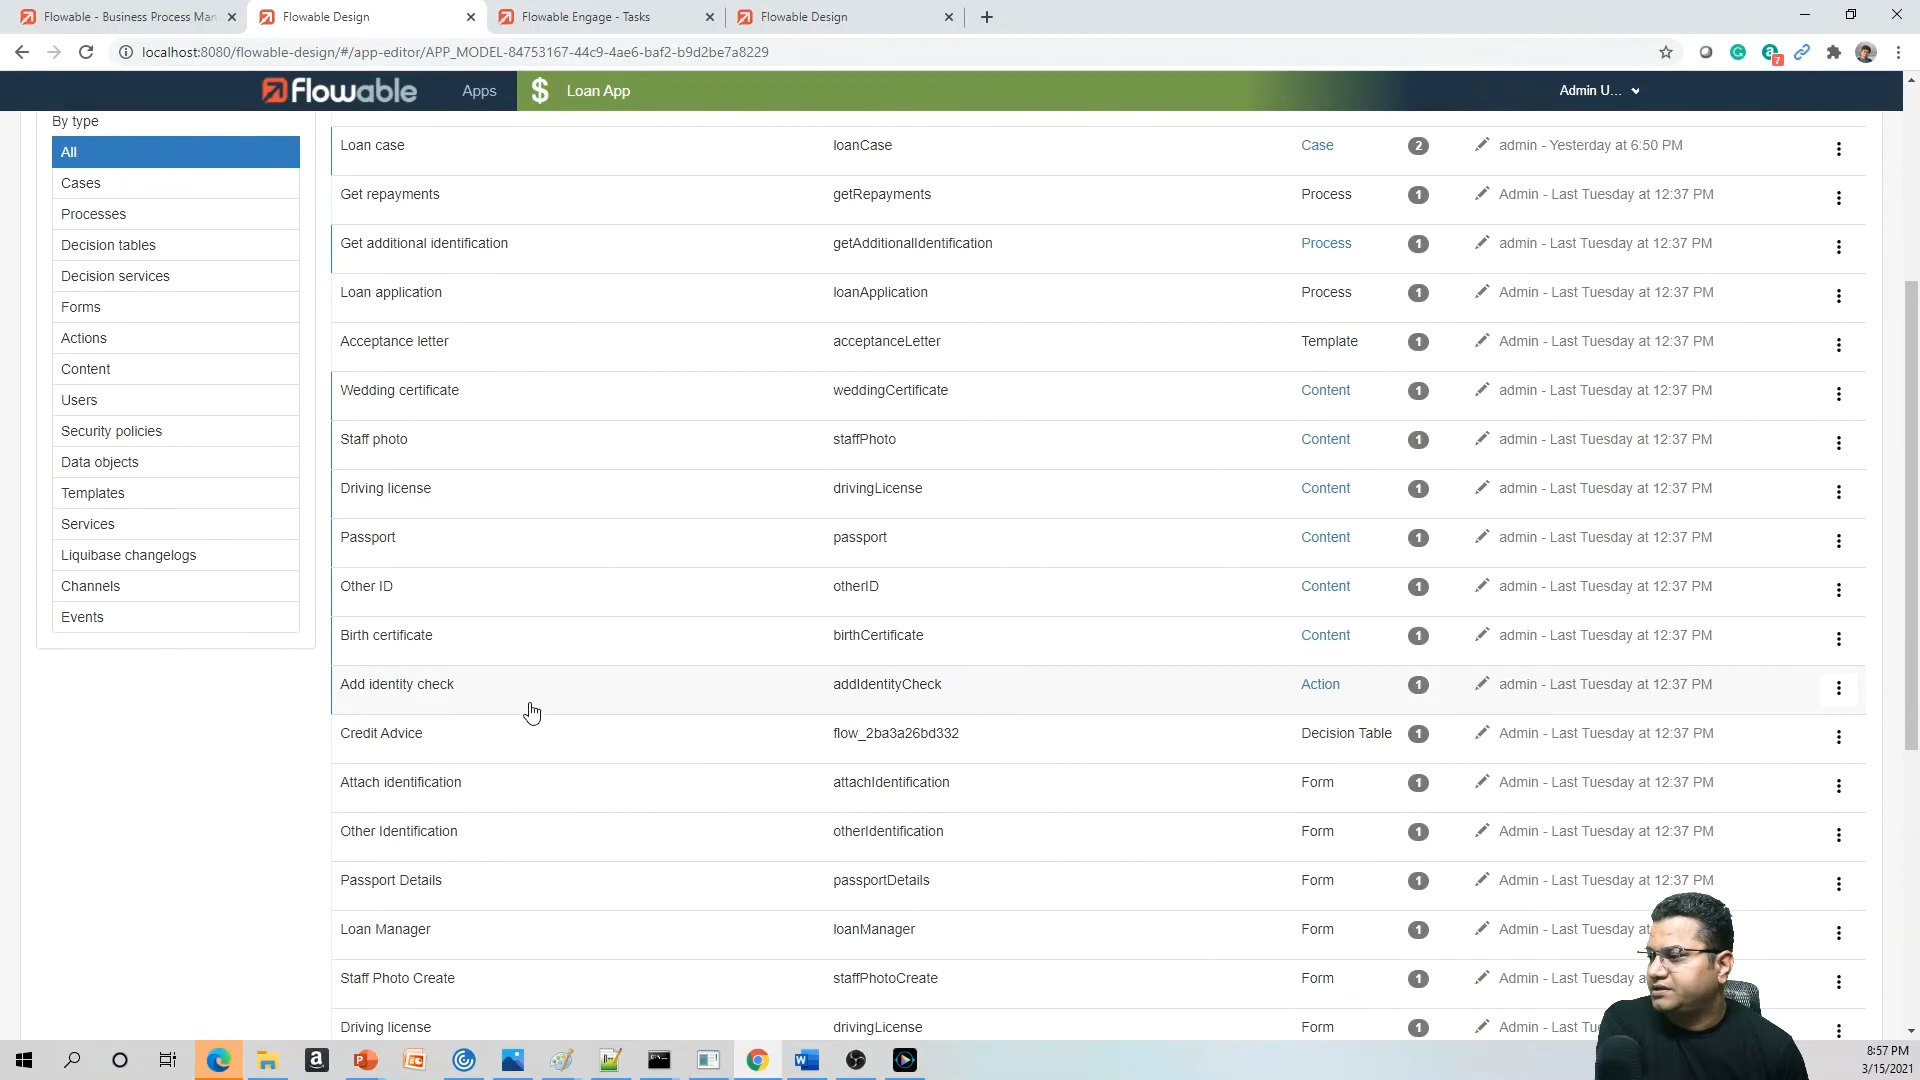 Flowable - Business Process Man
Flowable Design
Flowable Engage - Tasks
Flowable Design
localhost:8080/flowable-design/#/app-editor/APP_MODEL-84753167-44c9-4ae6-baf2-b9d2be7a8229
7
Flowable Apps $ Loan App Admin U...
By type
All
Cases
Processes
Decision tables
Decision services
Forms
Actions
Content
Users
Security policies
Data objects
Templates
Services
Liquibase changelogs
Channels
Events
Loan case loanCase Case 2 admin - Yesterday at 6:50 PM
Get repayments getRepayments Process 1 Admin - Last Tuesday at 12:37 PM
Get additional identification getAdditionalIdentification Process 1 admin - Last Tuesday at 12:37 PM
Loan application loanApplication Process 1 Admin - Last Tuesday at 12:37 PM
Acceptance letter acceptanceLetter Template 1 Admin - Last Tuesday at 12:37 PM
Wedding certificate weddingCertificate Content 1 admin - Last Tuesday at 12:37 PM
Staff photo staffPhoto Content 1 admin - Last Tuesday at 12:37 PM
Driving license drivingLicense Content 1 admin - Last Tuesday at 12:37 PM
Passport passport Content 1 admin - Last Tuesday at 12:37 PM
Other ID otherID Content 1 admin - Last Tuesday at 12:37 PM
Birth certificate birthCertificate Content 1 admin - Last Tuesday at 12:37 PM
Add identity check addIdentityCheck Action 1 admin - Last Tuesday at 12:37 PM
Credit Advice flow_2ba3a26bd332 Decision Table 1 Admin - Last Tuesday at 12:37 PM
Attach identification attachIdentification Form 1 Admin - Last Tuesday at 12:37 PM
Other Identification otherIdentification Form 1 Admin - Last Tuesday at 12:37 PM
Passport Details passportDetails Form 1 Admin - Last Tuesday at 12:37 PM
Loan Manager loanManager Form 1 Admin - Last Tuesday at
Staff Photo Create staffPhotoCreate Form 1 Admin - Last Tuesday at
Driving license drivingLicense Form 1 Admin - Last Tu
8:57 PM
3/15/2021